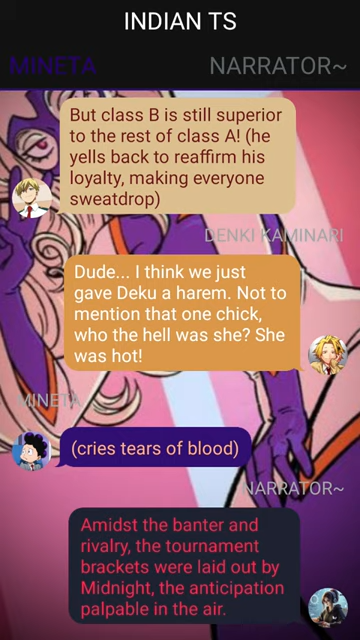 INDIAN TS
MINETA
NARRATOR~
But class B is still superior
to the rest of class A! (he
yells back to reaffirm his
loyalty, making everyone
sweatdrop)
DENKI KAMINARI
Dude... I think we just
gave Deku a harem. Not to
mention that one chick,
who the hell was she? She
was hot!
MINETA
(cries tears of blood)
NARRATOR~
Amidst the banter and
rivalry, the tournament
brackets were laid out by
Midnight, the anticipation
palpable in the air.